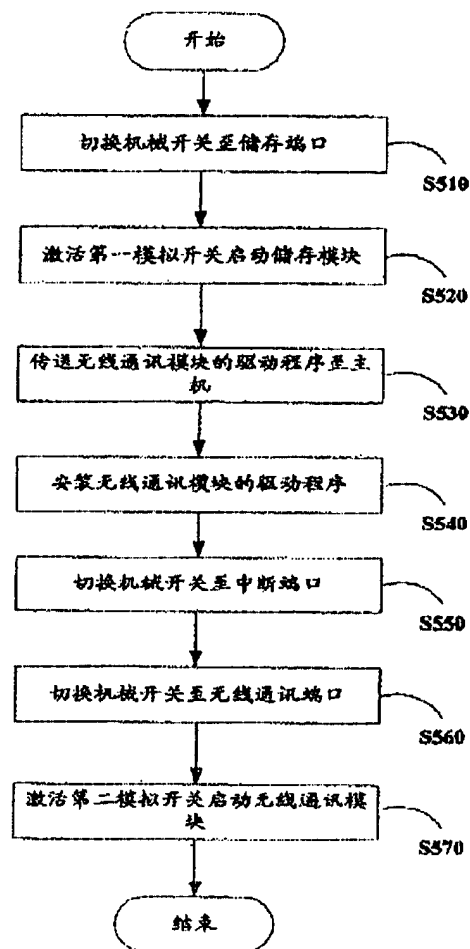 开始
切换机械开关至储存端口
S510
激活第一模拟开关启动储存模块
S520
传送无线通讯模块的驱动程序至主
机
S530
安装无线通讯模块的驱动程序
S540
切换机械开关至中断端口
S550
切换机械开关至无线通讯端口
S560
激活第二模拟开关启动无线通讯模
块
S570
结束